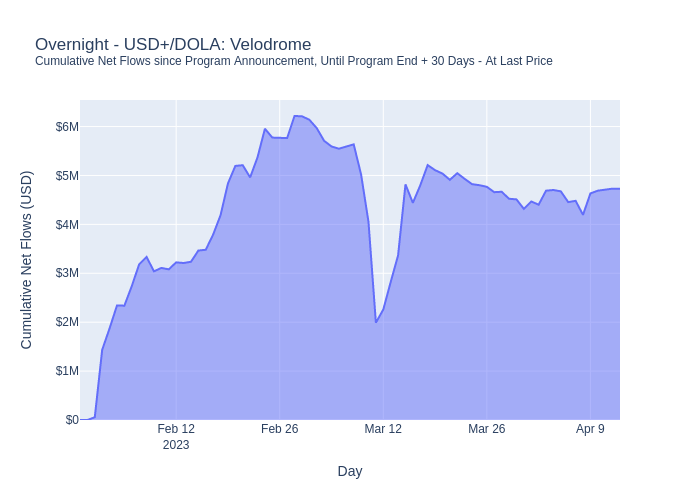 Overnight - USD+/DOLA: Velodrome
Cumulative Net Flows since Program Announcement, Until Program End + 30 Days - At Last Price
Cumulative Net Flows (USD)
$6M
$5M
$4M
$3M
$2M
$1M
$0
Feb 12
2023
Feb 26
Mar 12
Mar 26
Apr 9
Day